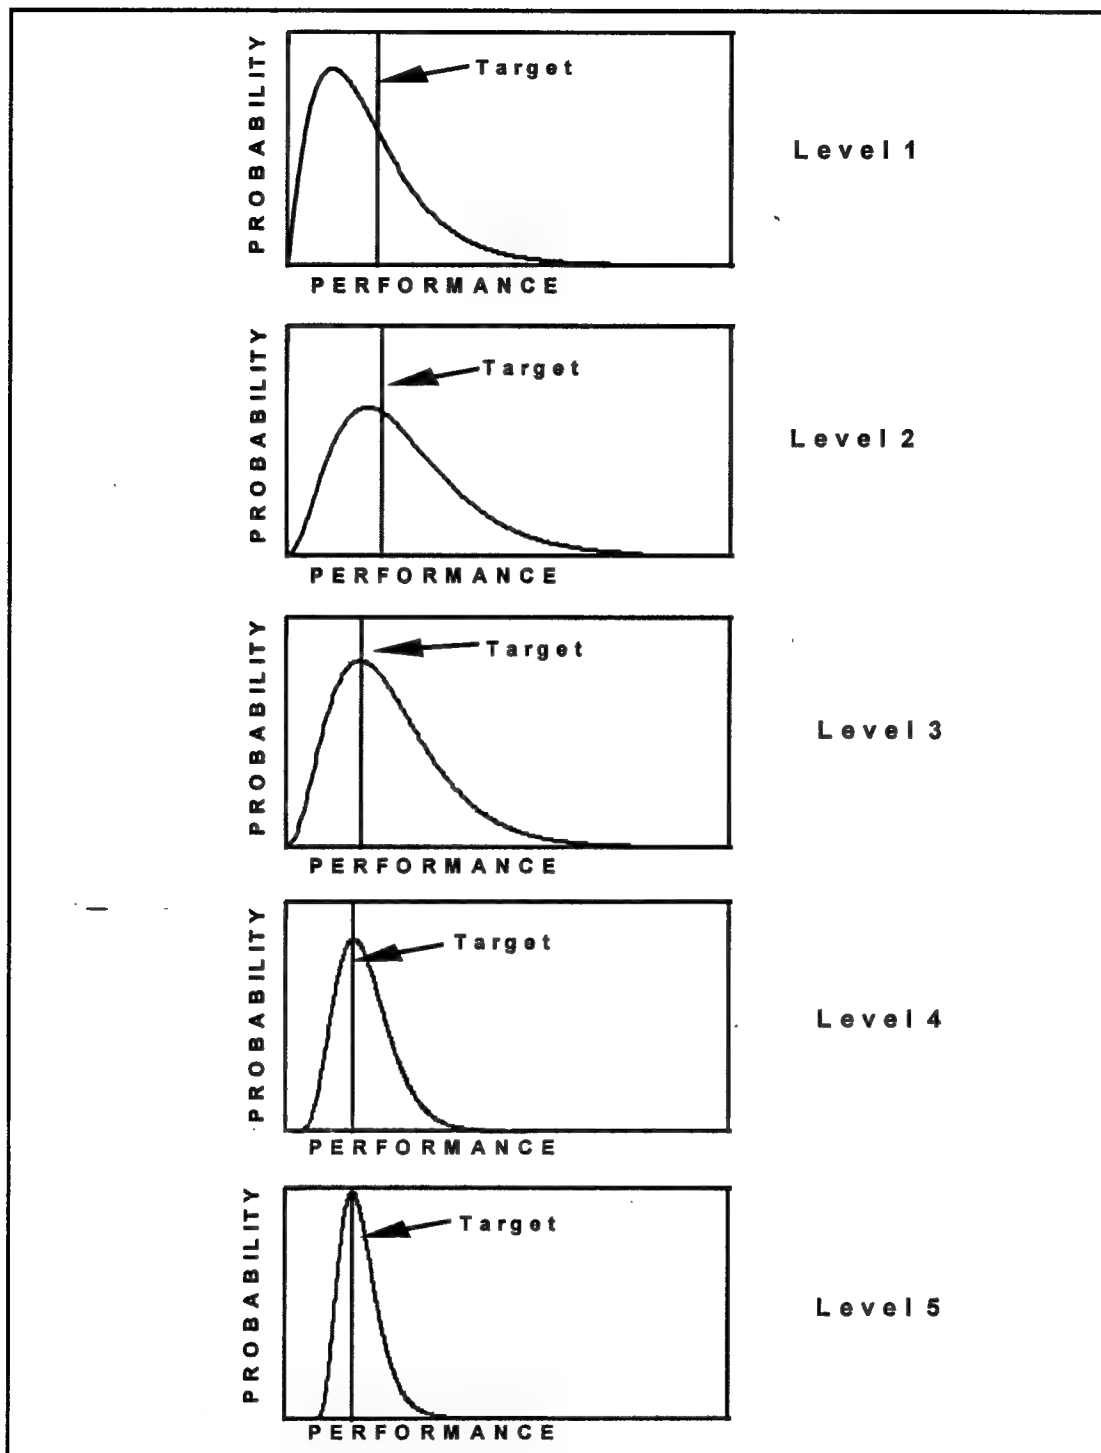 PROBABILITY
Target
Level 1
PERFORMANCE
PROBABILITY
Target
Level 2
PERFORMANCE
PROBABILITY
Target
Level 3
PERFORMANCE
PROBABILITY
Target
Level 4
PERFORMANCE
PROBABILITY
Target
Level 5
PERFORMANCE